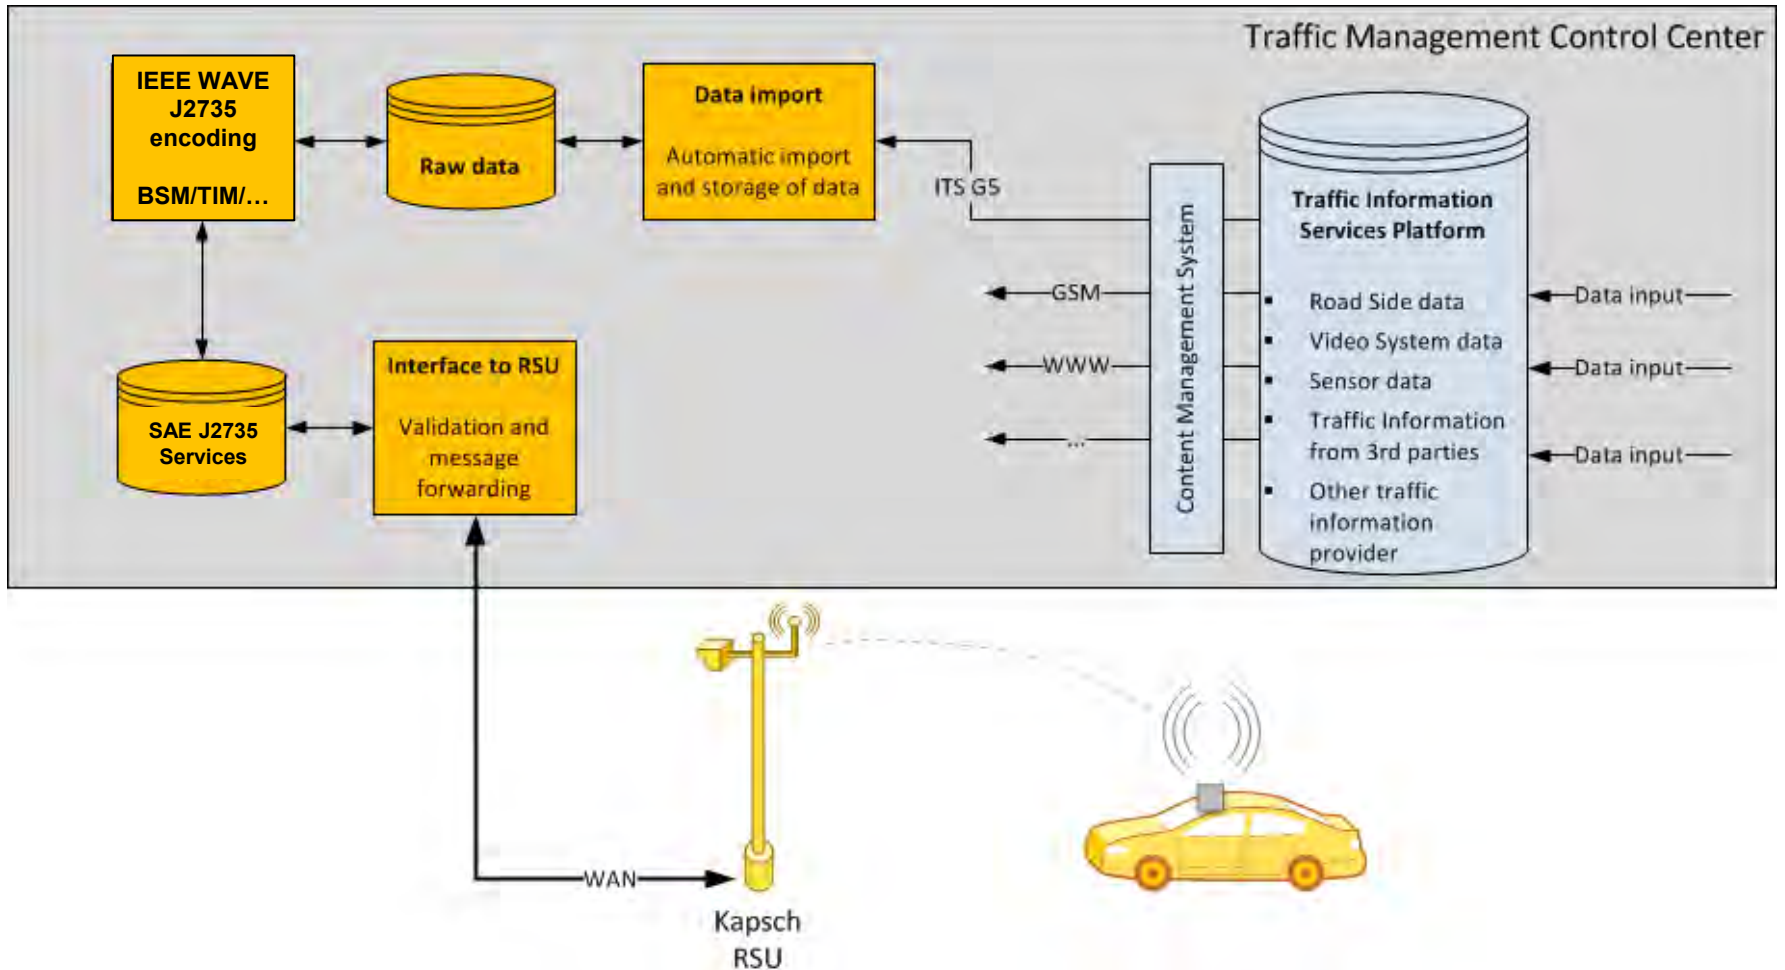 Traffic Management Control Center
IEEE WAVE
J2735
encoding
BSM/TIM/...
Raw data
Data import
Automatic import
and storage of data
ITS G5
GSM
WWW
...
Content Management System
Traffic Information
Services Platform
▪ Road Side data
▪ Video System data
▪ Sensor data
▪ Traffic Information
from 3rd parties
▪ Other traffic
information
provider
Data input
Data input
Data input
SAE J2735
Services
Interface to RSU
Validation and
message
forwarding
WAN
Kapsch
RSU